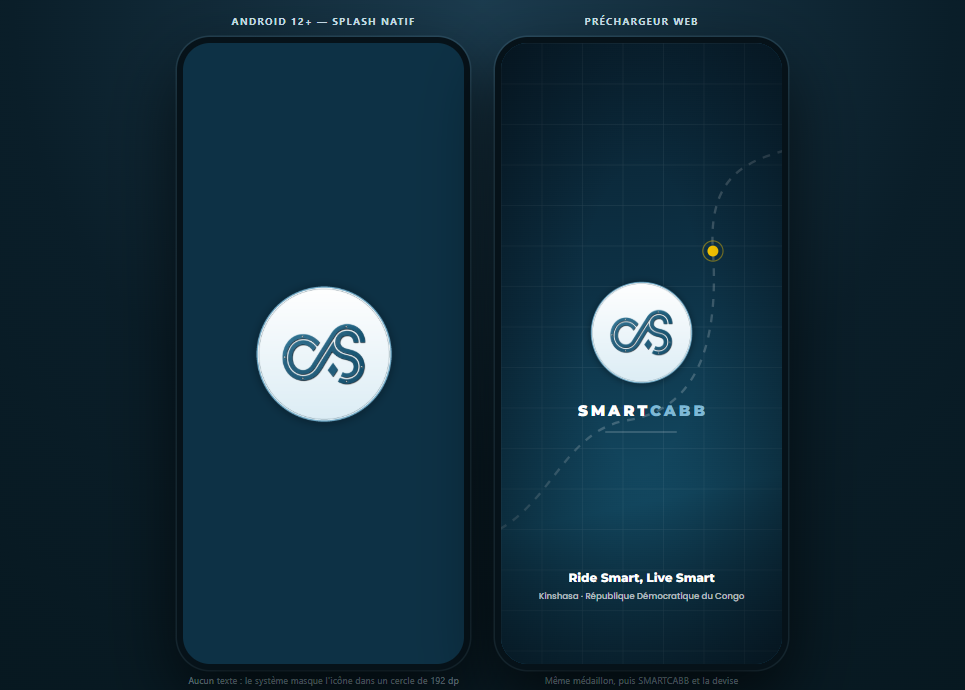 ANDROID 12+ — SPLASH NATIF
PRÉCHARGEUR WEB
SMARTCABB
Ride Smart, Live Smart
Kinshasa · République Démocratique du Congo
Aucun texte : le système masque l'icône dans un cercle de 192 dp
Même médaillon, puis SMARTCABB et la devise